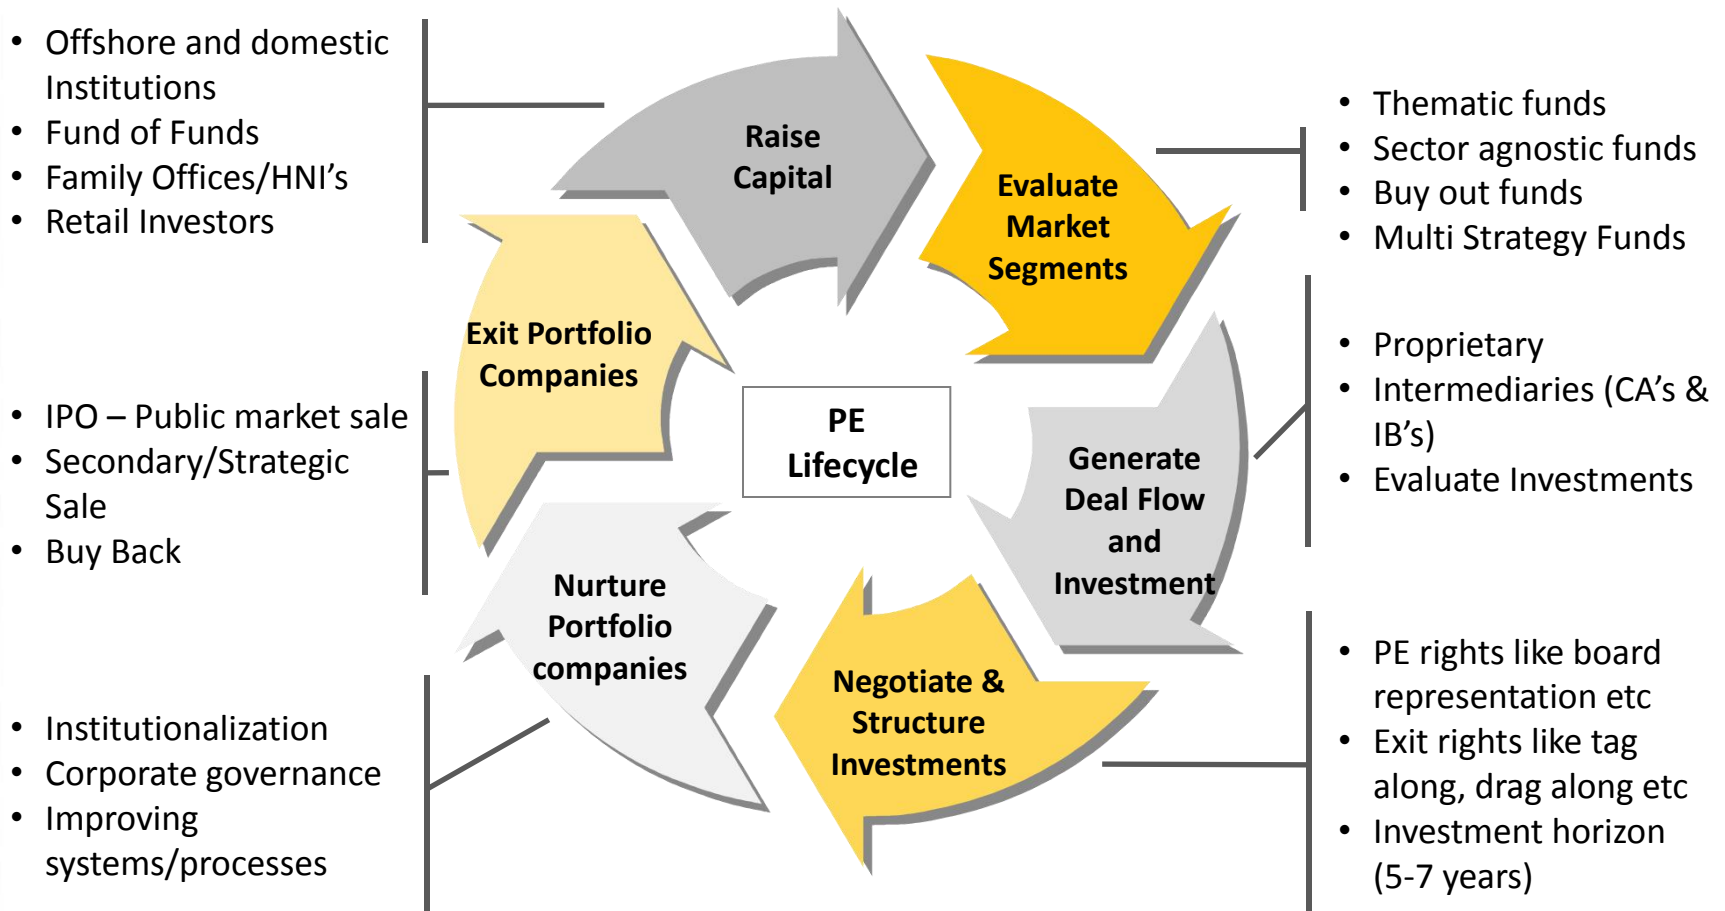 • Offshore and domestic
Institutions
• Fund of Funds
• Family Offices/HNI’s
• Retail Investors
Raise
Capital
Evaluate
Market
Segments
• Thematic funds
• Sector agnostic funds
• Buy out funds
• Multi Strategy Funds
Exit Portfolio
Companies
PE
Lifecycle
Generate
Deal Flow
and
Investment
• Proprietary
• Intermediaries (CA’s &
IB’s)
• Evaluate Investments
• IPO – Public market sale
• Secondary/Strategic
Sale
• Buy Back
Nurture
Portfolio
companies
Negotiate &
Structure
Investments
• PE rights like board
representation etc
• Exit rights like tag
along, drag along etc
• Investment horizon
(5-7 years)
• Institutionalization
• Corporate governance
• Improving
systems/processes